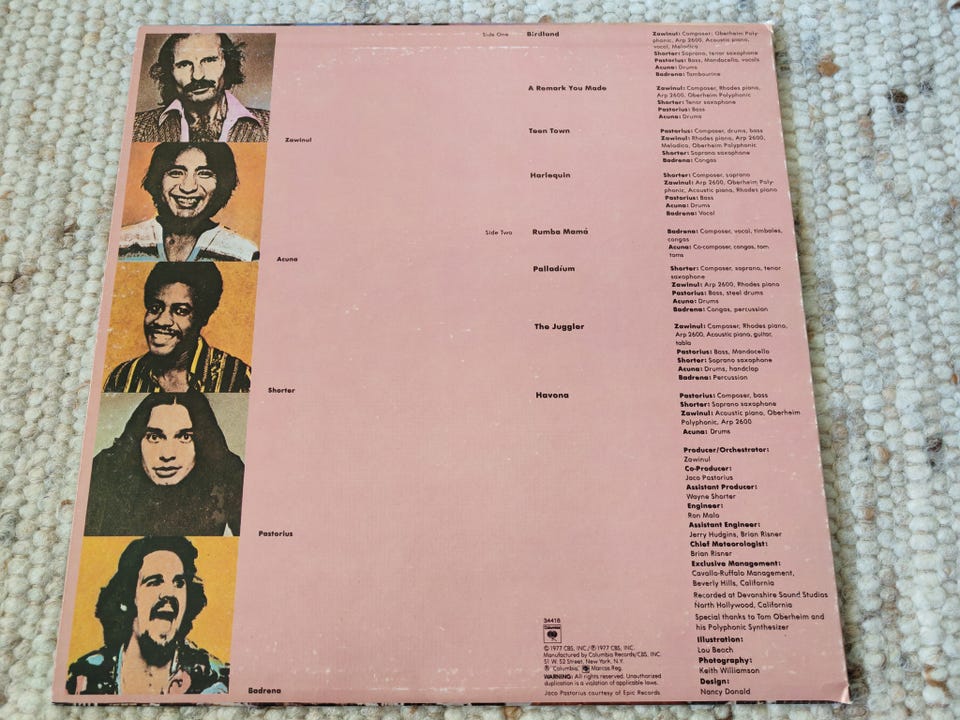 Side One
Birdland
Zawinul: Composer, Oberheim Poly-
phonic, Arp 2600, Acoustic piano,
vocal, Melodica
Shorter: Soprano, tenor saxophone
Pastorius: Bass, Mandocello, vocals
Acuna: Drums
Badrena: Tambourine
A Remark You Made
Zawinul: Composer, Rhodes piano,
Arp 2600, Oberheim Polyphonic
Shorter: Tenor saxophone
Pastorius: Bass
Acuna: Drums
Teen Town
Pastorius: Composer, drums, bass
Zawinul: Rhodes piano, Arp 2600,
Melodica, Oberheim Polyphonic
Shorter: Soprano saxophone
Badrena: Congas
Harlequin
Shorter: Composer, soprano
Zawinul: Arp 2600, Oberheim Poly-
phonic, Acoustic piano, Rhodes piano
Pastorius: Bass
Acuna: Drums
Badrena: Vocal
Side Two
Rumba Mamá
Badrena: Composer, vocal, timbales,
congas
Acuna: Co-composer, congas, tom
toms
Palladíum
Shorter: Composer, soprano, tenor
saxophone
Zawinul: Arp 2600, Rhodes piano
Pastorius: Bass, steel drums
Acuna: Drums
Badrena: Congas, percussion
The Juggler
Zawinul: Composer, Rhodes piano,
Arp 2600, Acoustic piano, guitar,
tabla
Pastorius: Bass, Mandocello
Shorter: Soprano saxophone
Acuna: Drums, handclap
Badrena: Percussion
Havona
Pastorius: Composer, bass
Shorter: Soprano saxophone
Zawinul: Acoustic piano, Oberheim
Polyphonic, Arp 2600
Acuna: Drums
Zawinul
Acuna
Shorter
Pastorius
Badrena
Producer/Orchestrator:
Zawinul
Co-Producer:
Jaco Pastorius
Assistant Producer:
Wayne Shorter
Engineer:
Ron Malo
Assistant Engineer:
Jerry Hudgins, Brian Risner
Chief Meteorologist:
Brian Risner
Exclusive Management:
Cavallo-Ruffalo Management,
Beverly Hills, California
Recorded at Devonshire Sound Studios
North Hollywood, California
Special thanks to Tom Oberheim and
his Polyphonic Synthesizer
Illustration:
Lou Beach
Photography:
Keith Williamson
Design:
Nancy Donald
34418
Columbia
© 1977 CBS, INC./℗ 1977 CBS, INC.
Manufactured by Columbia Records/CBS, INC.
51 W. 52 Street, New York, N.Y.
® "Columbia," Marcas Reg.
WARNING: All rights reserved. Unauthorized
duplication is a violation of applicable laws.
Jaco Pastorius courtesy of Epic Records